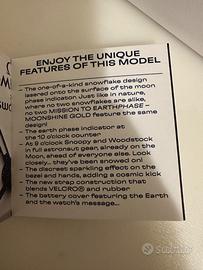 ENJOY THE UNIQUE
FEATURES OF THIS MODEL
- The one-of-a-kind snowflake design
lasered onto the surface of the moon
phase indication Just like in nature,
where no two snowflakes are alike,
no two MISSION TO EARTHPHASE –
MOONSHINE GOLD feature the same
design!
- The earth phase indicator at
the 10 o'clock counter
- At 9 o'clock Snoopy and Woodstock
in full astronaut gear, already on the
Moon, ahead of everyone else. Look
closely... they've been snowed on!
- The discreet sparkling effect on the
bezel and hands, adding a cosmic kick
- The new strap construction that
blends VELCRO® and rubber
- The battery cover featuring the Earth
and the watch's massage...
Subito